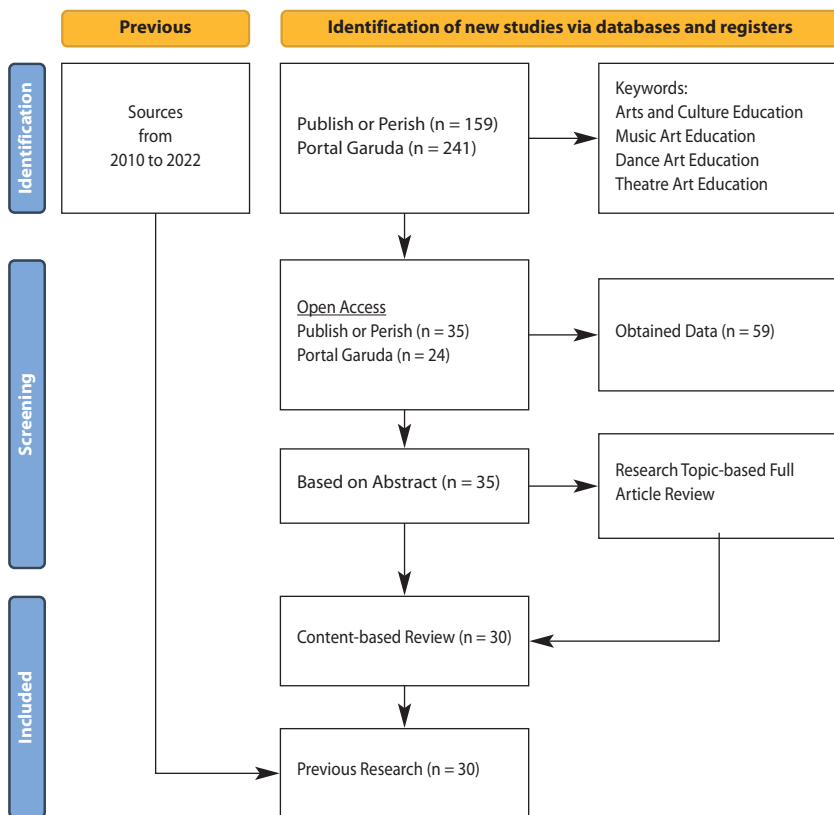 Previous
Identification of new studies via databases and registers
Identification
Sources
from
2010 to 2022
Publish or Perish (n = 159)
Portal Garuda (n = 241)
Keywords:
Arts and Culture Education
Music Art Education
Dance Art Education
Theatre Art Education
Screening
Open Access
Publish or Perish (n = 35)
Portal Garuda (n = 24)
Obtained Data (n = 59)
Based on Abstract (n = 35)
Research Topic-based Full
Article Review
Included
Content-based Review (n = 30)
Previous Research (n = 30)